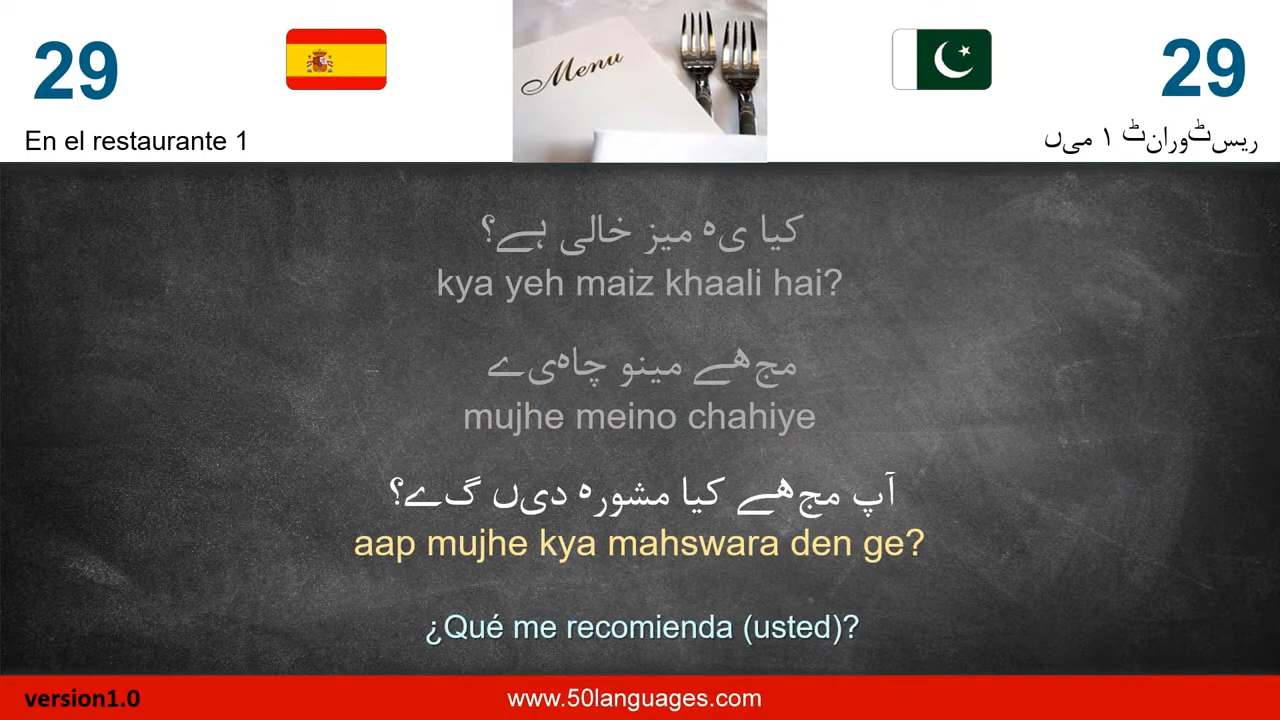 29
29
En el restaurante 1
ریسٹورانٹ ۱ میں
Menu
کیا یہ میز خالی ہے؟
kya yeh maiz khaali hai?
مجھے مینو چاہیے
mujhe meino chahiye
آپ مجھے کیا مشورہ دیں گے؟
aap mujhe kya mahswara den ge?
¿Qué me recomienda (usted)?
version1.0
www.50languages.com